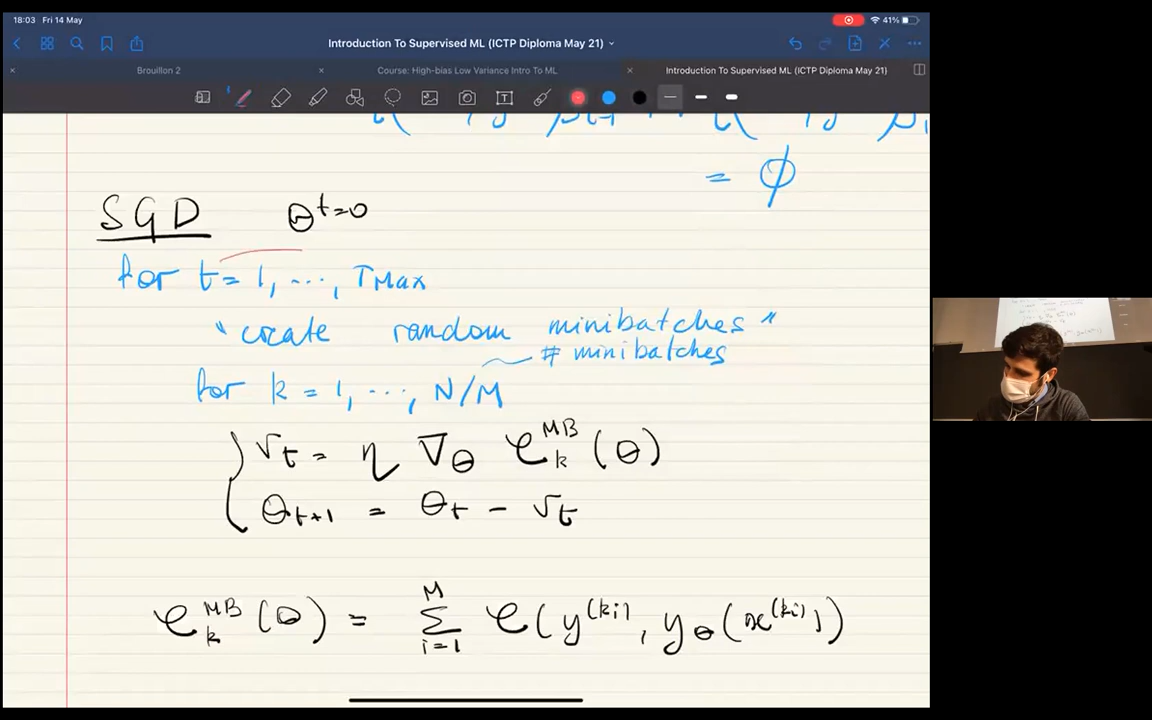 18:03 Fri 14 May
41%
Introduction To Supervised ML (ICTP Diploma May 21)
Brouillon 2
Course: High-bias Low Variance Intro To ML
Introduction To Supervised ML (ICTP Diploma May 21)
= ϕ
SGD θ^{t=0}
for t = 1, ..., TMax
"create random minibatches"
# minibatches
for k = 1, ..., N/M
v_t = η ∇_θ e_k^{MB} (θ)
θ_{t+1} = θ_t - v_t
e_k^{MB} (θ) = Σ_{i=1}^{M} e(y^{(ki)}, y_θ(x^{(ki)}))